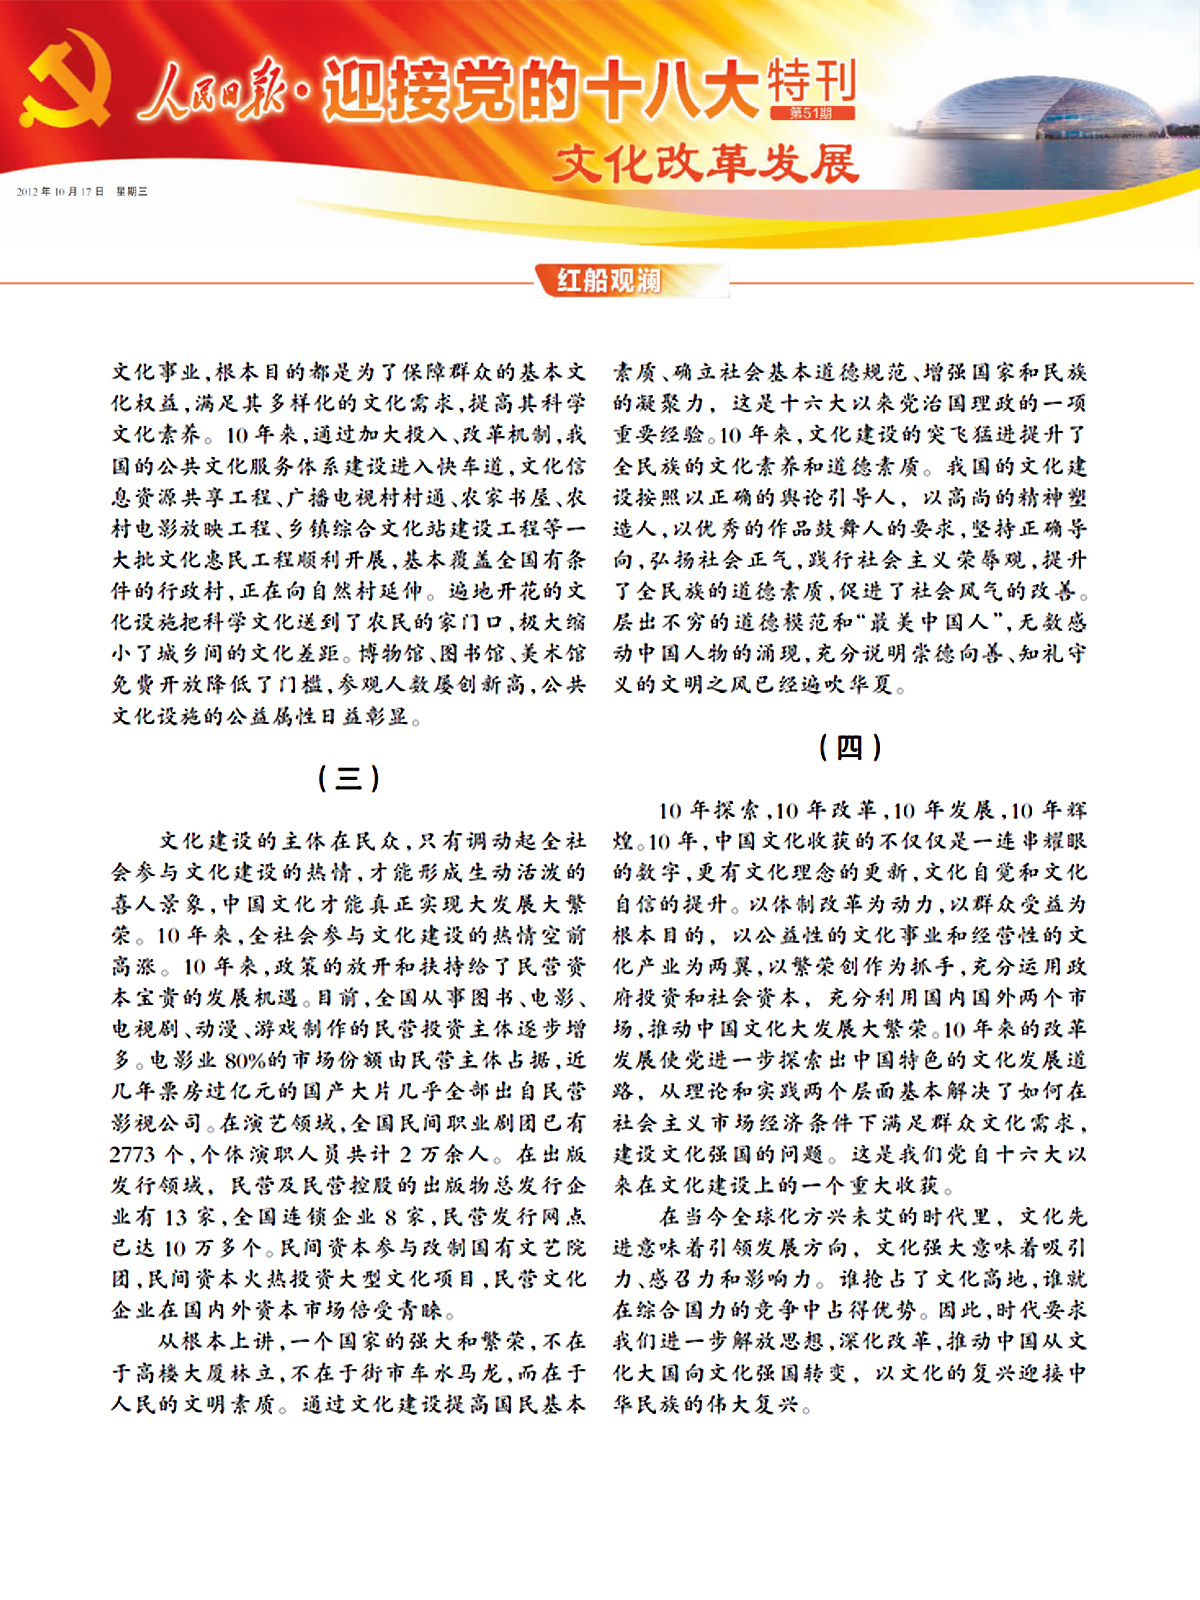 人民日报·迎接党的十八大特刊
第51期
文化改革发展
2012年10月17日 星期三
红船观澜
文化事业,根本目的都是为了保障群众的基本文
化权益,满足其多样化的文化需求,提高其科学
文化素养。10年来,通过加大投入、改革机制,我
国的公共文化服务体系建设进入快车道,文化信
息资源共享工程、广播电视村村通、农家书屋、农
村电影放映工程、乡镇综合文化站建设工程等一
大批文化惠民工程顺利开展,基本覆盖全国有条
件的行政村,正在向自然村延伸。遍地开花的文
化设施把科学文化送到了农民的家门口,极大缩
小了城乡间的文化差距。博物馆、图书馆、美术馆
免费开放降低了门槛,参观人数屡创新高,公共
文化设施的公益属性日益彰显。
(三)
文化建设的主体在民众,只有调动起全社
会参与文化建设的热情,才能形成生动活泼的
喜人景象,中国文化才能真正实现大发展大繁
荣。10年来,全社会参与文化建设的热情空前
高涨。10年来,政策的放开和扶持给了民营资
本宝贵的发展机遇。目前,全国从事图书、电影、
电视剧、动漫、游戏制作的民营投资主体逐步增
多。电影业80%的市场份额由民营主体占据,近
几年票房过亿元的国产大片几乎全部出自民营
影视公司。在演艺领域,全国民间职业剧团已有
2773个,个体演职人员共计2万余人。在出版
发行领域,民营及民营控股的出版物总发行企
业有13家,全国连锁企业8家,民营发行网点
已达10万多个。民间资本参与改制国有文艺院
团,民间资本火热投资大型文化项目,民营文化
企业在国内外资本市场倍受青睐。
从根本上讲,一个国家的强大和繁荣,不在
于高楼大厦林立,不在于街市车水马龙,而在于
人民的文明素质。通过文化建设提高国民基本
素质、确立社会基本道德规范、增强国家和民族
的凝聚力,这是十六大以来党治国理政的一项
重要经验。10年来,文化建设的突飞猛进提升了
全民族的文化素养和道德素质。我国的文化建
设按照以正确的舆论引导人,以高尚的精神塑
造人,以优秀的作品鼓舞人的要求,坚持正确导
向,弘扬社会正气,践行社会主义荣辱观,提升
了全民族的道德素质,促进了社会风气的改善。
层出不穷的道德模范和“最美中国人”,无数感
动中国人物的涌现,充分说明崇德向善、知礼守
义的文明之风已经遍吹华夏。
(四)
10年探索,10年改革,10年发展,10年辉
煌。10年,中国文化收获的不仅仅是一连串耀眼
的数字,更有文化理念的更新,文化自觉和文化
自信的提升。以体制改革为动力,以群众受益为
根本目的,以公益性的文化事业和经营性的文
化产业为两翼,以繁荣创作为抓手,充分运用政
府投资和社会资本,充分利用国内国外两个市
场,推动中国文化大发展大繁荣。10年来的改革
发展使党进一步探索出中国特色的文化发展道
路,从理论和实践两个层面基本解决了如何在
社会主义市场经济条件下满足群众文化需求,
建设文化强国的问题。这是我们党自十六大以
来在文化建设上的一个重大收获。
在当今全球化方兴未艾的时代里,文化先
进意味着引领发展方向,文化强大意味着吸引
力、感召力和影响力。谁抢占了文化高地,谁就
在综合国力的竞争中占得优势。因此,时代要求
我们进一步解放思想,深化改革,推动中国从文
化大国向文化强国转变,以文化的复兴迎接中
华民族的伟大复兴。